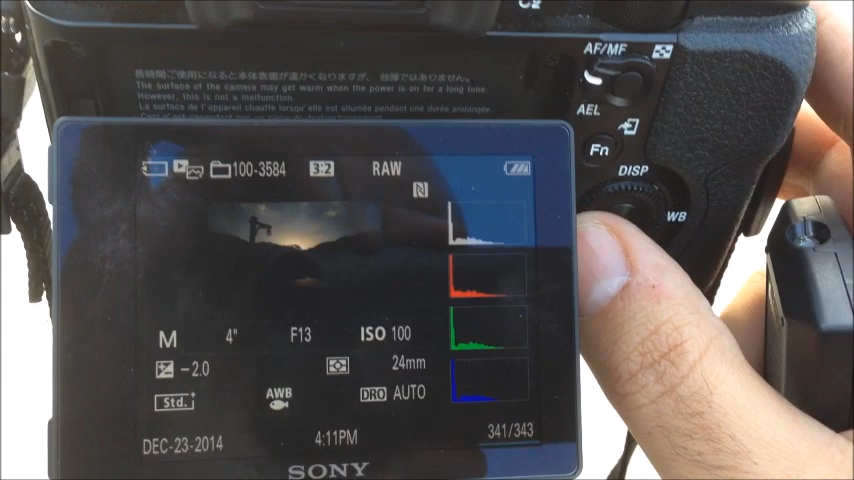 AF/MF
長時間ご使用になると本体表面が温かくなりますが、故障ではありません。
The surface of the camera may get warm when the power is on for a long time.
However, this is not a malfunction.
La surface de l'appareil chauffe lorsqu'elle est allumée pendant une durée prolongée.
AEL
Fn
DISP
WB
100-3584 3:2 RAW
N
M 4" F13 ISO 100
-2.0 24mm
Std. AWB DRO AUTO
DEC-23-2014 4:11PM 341/343
SONY